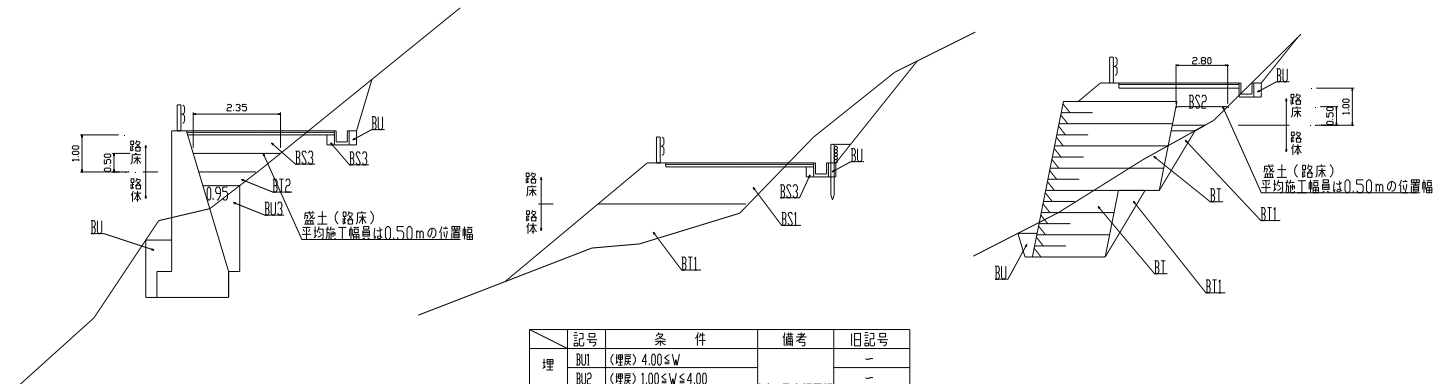 2.35
BU
BS3
BS3
1.00
0.50
路床
路体
BT2
0.95
BU3
BU
盛土（路床）
平均施工幅員は0.50mの位置幅
BU
BS3
BS1
路床
路体
BT1
2.80
BU
BS2
路床
路体
0.50
1.00
盛土（路床）
平均施工幅員は0.50mの位置幅
BT
BT1
BU
BT
BT1
記号 条 件 備考 旧記号
埋 BU1 (埋戻) 4.00≦W －
BU2 (埋戻) 1.00≦W≦4.00 －